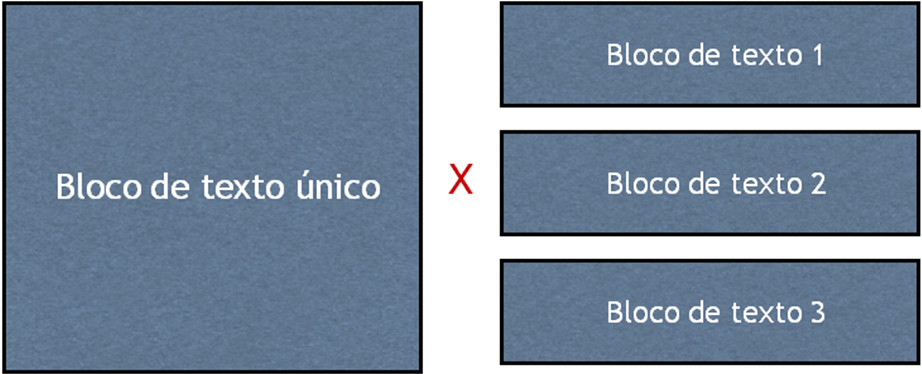 Bloco de texto único
X
Bloco de texto 1
Bloco de texto 2
Bloco de texto 3